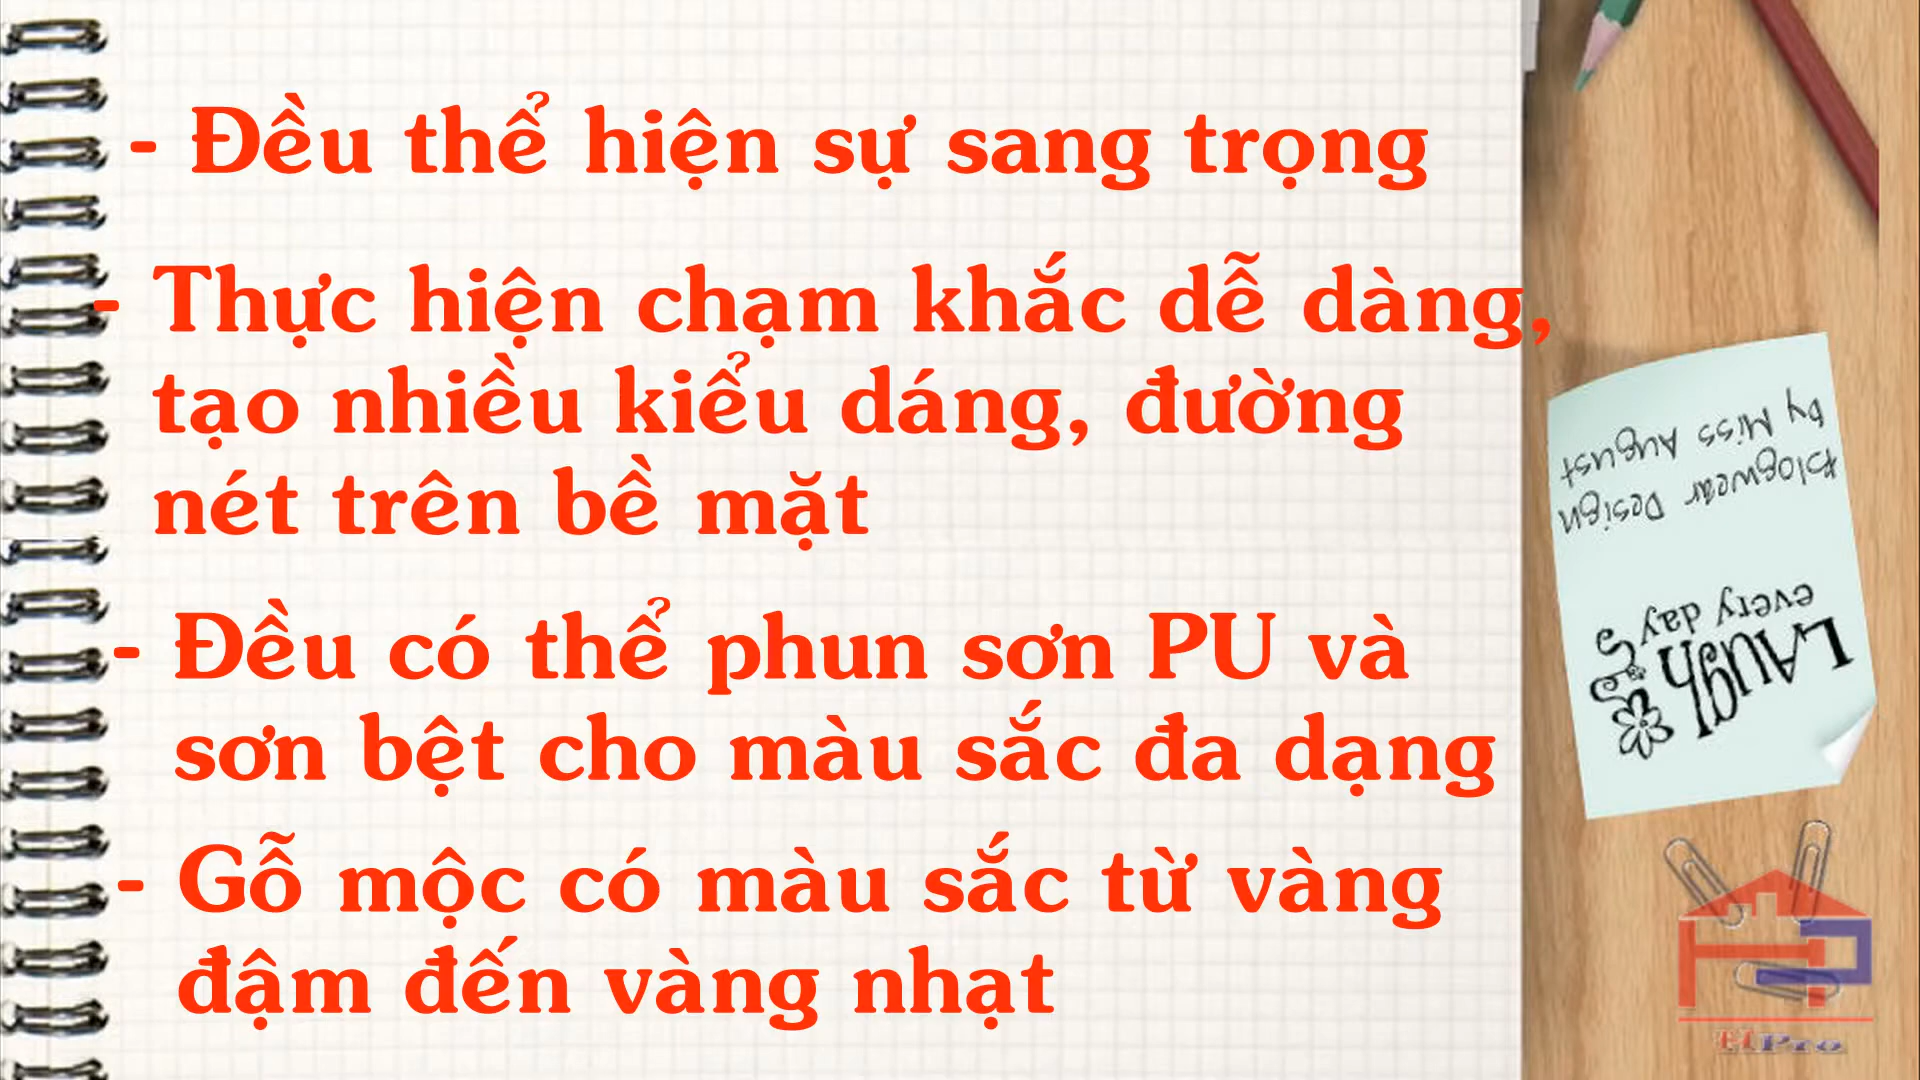 - Đều thể hiện sự sang trọng
- Thực hiện chạm khắc dễ dàng,
tạo nhiều kiểu dáng, đường
nét trên bề mặt
- Đều có thể phun sơn PU và
sơn bệt cho màu sắc đa dạng
- Gỗ mộc có màu sắc từ vàng
đậm đến vàng nhạt
LAugh
every day
Blogwear Design
by Miss August
HPro